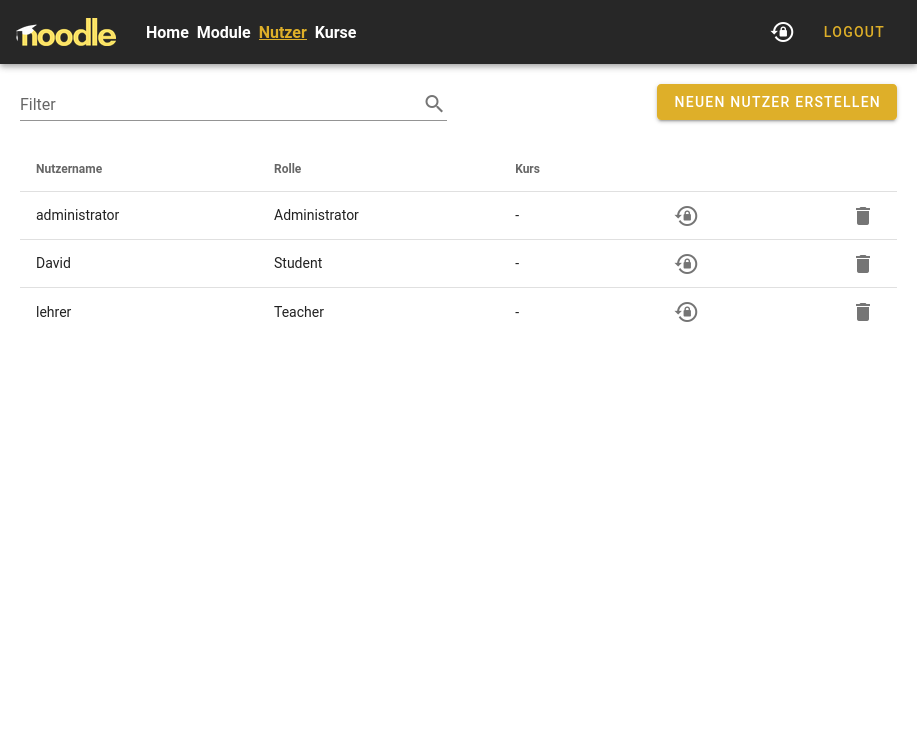 noodle Home Module Nutzer Kurse LOGOUT
Filter NEUEN NUTZER ERSTELLEN
Nutzername Rolle Kurs
administrator Administrator -
David Student -
lehrer Teacher -